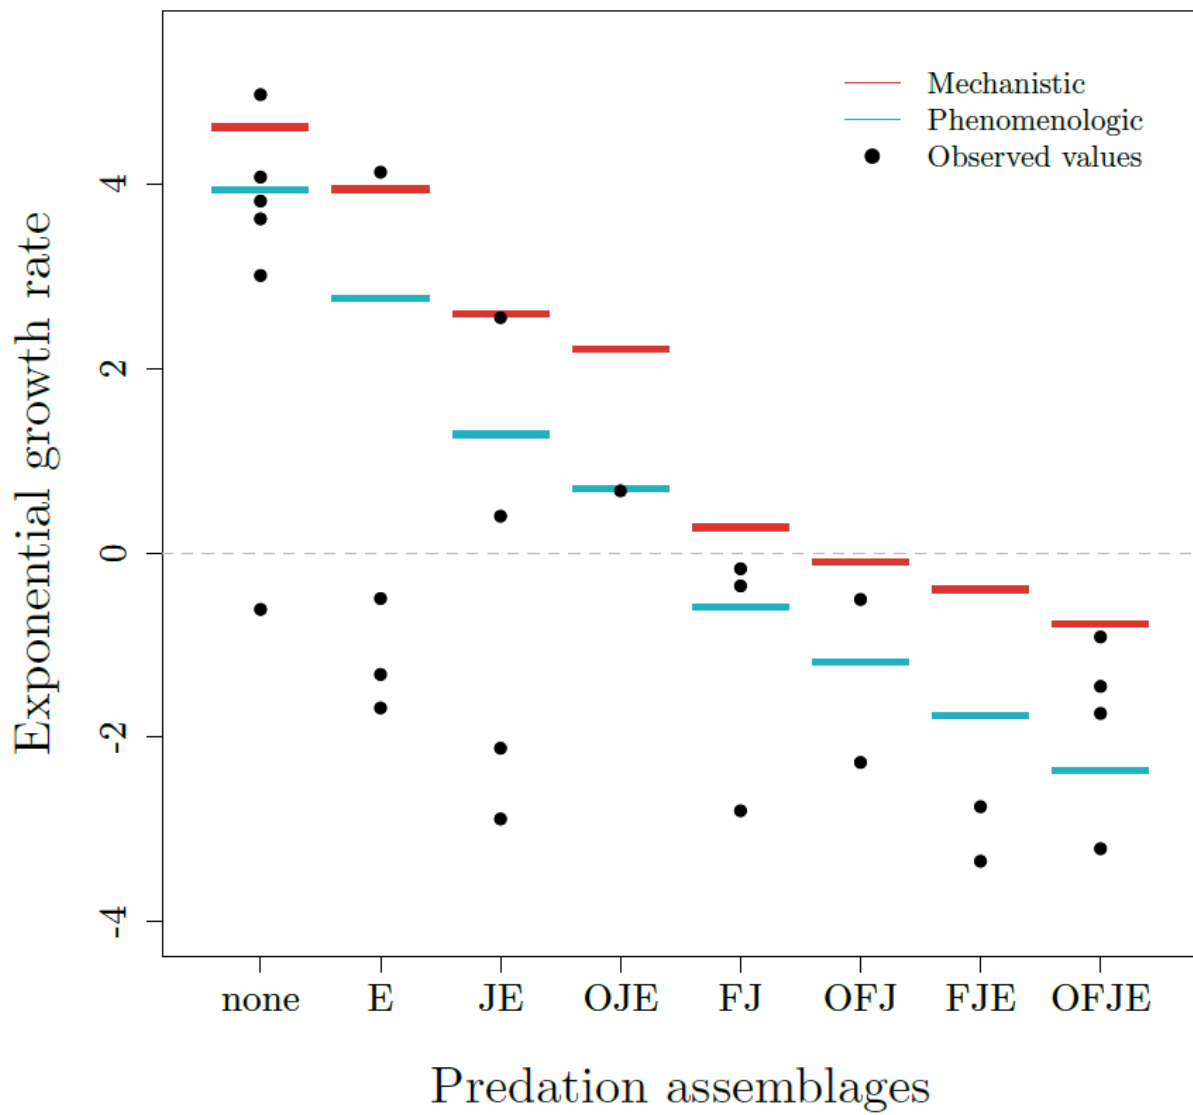 Mechanistic
Phenomenologic
Observed values
Exponential growth rate
4
2
0
-2
-4
none E JE OJE FJ OFJ FJE OFJE
Predation assemblages